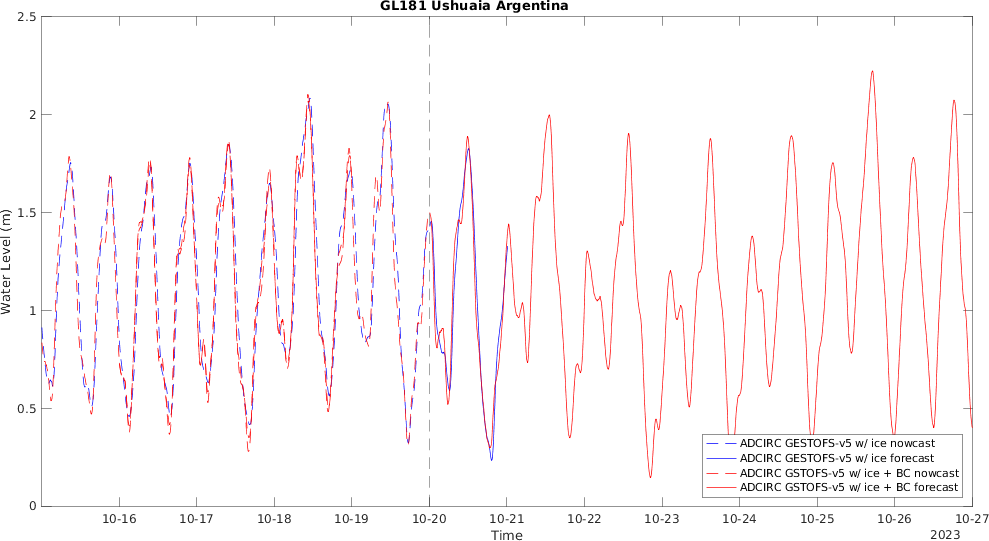 GL181 Ushuaia Argentina
2.5
2
1.5
1
0.5
0
Water Level (m)
ADCIRC GESTOFS-v5 w/ ice nowcast
ADCIRC GESTOFS-v5 w/ ice forecast
ADCIRC GSTOFS-v5 w/ ice + BC nowcast
ADCIRC GSTOFS-v5 w/ ice + BC forecast
10-16 10-17 10-18 10-19 10-20 10-21 10-22 10-23 10-24 10-25 10-26 10-27
Time
2023